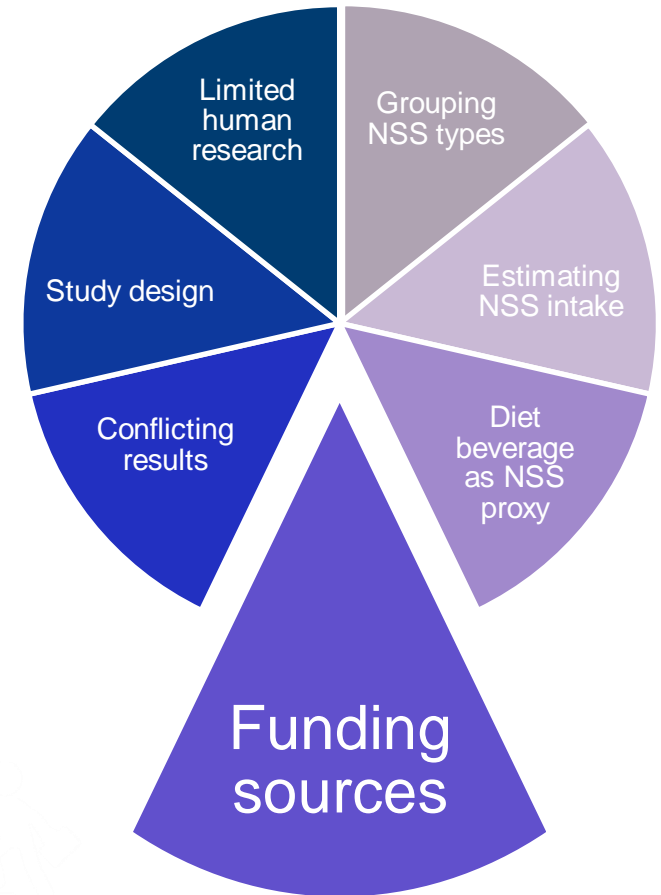 Limited
human
research
Grouping
NSS types
Study design
Estimating
NSS intake
Conflicting
results
Diet
beverage
as NSS
proxy
Funding
sources